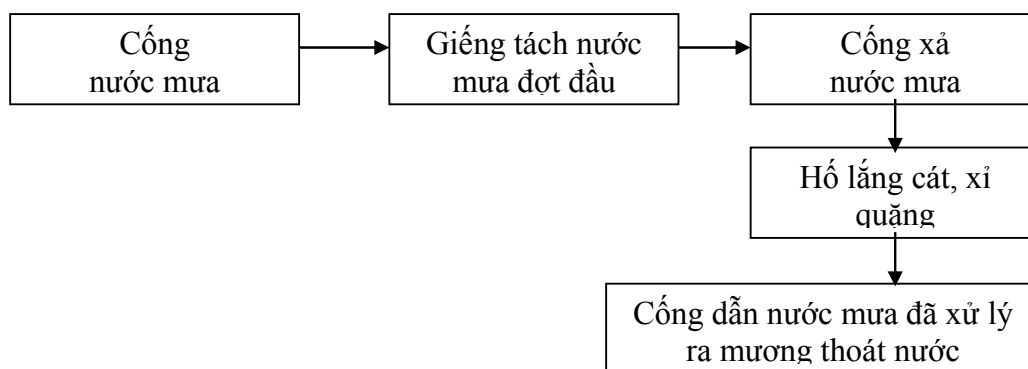 Cống
nước mưa
Giếng tách nước
mưa đợt đầu
Cống xả
nước mưa
Hố lắng cát, xỉ
quặng
Cống dẫn nước mưa đã xử lý
ra mương thoát nước